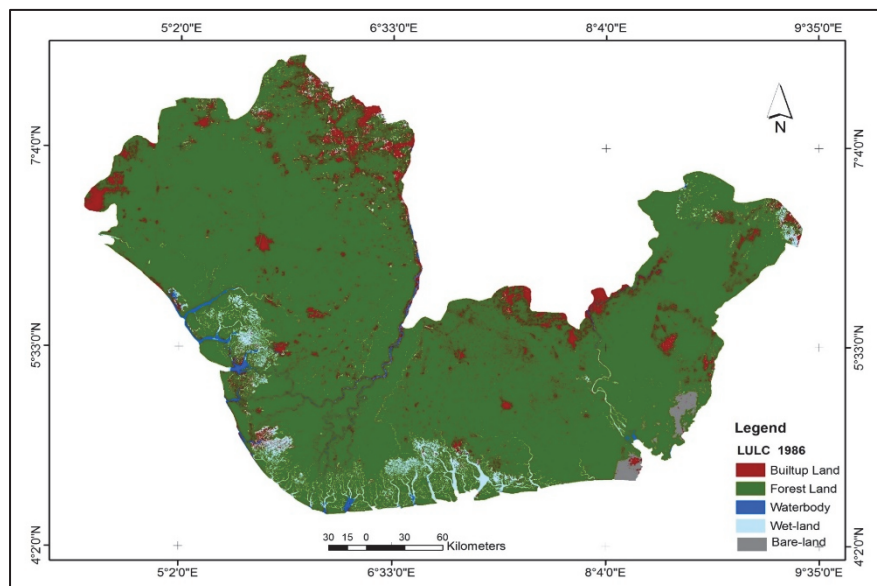 5°2'0"E 6°33'0"E 8°4'0"E 9°35'0"E
7°4'0"N 7°4'0"N
N
5°33'0"N 5°33'0"N
Legend
LULC 1986
Builtup Land
Forest Land
Waterbody
Wet-land
Bare-land
4°2'0"N 4°2'0"N
30 15 0 30 60
Kilometers
5°2'0"E 6°33'0"E 8°4'0"E 9°35'0"E